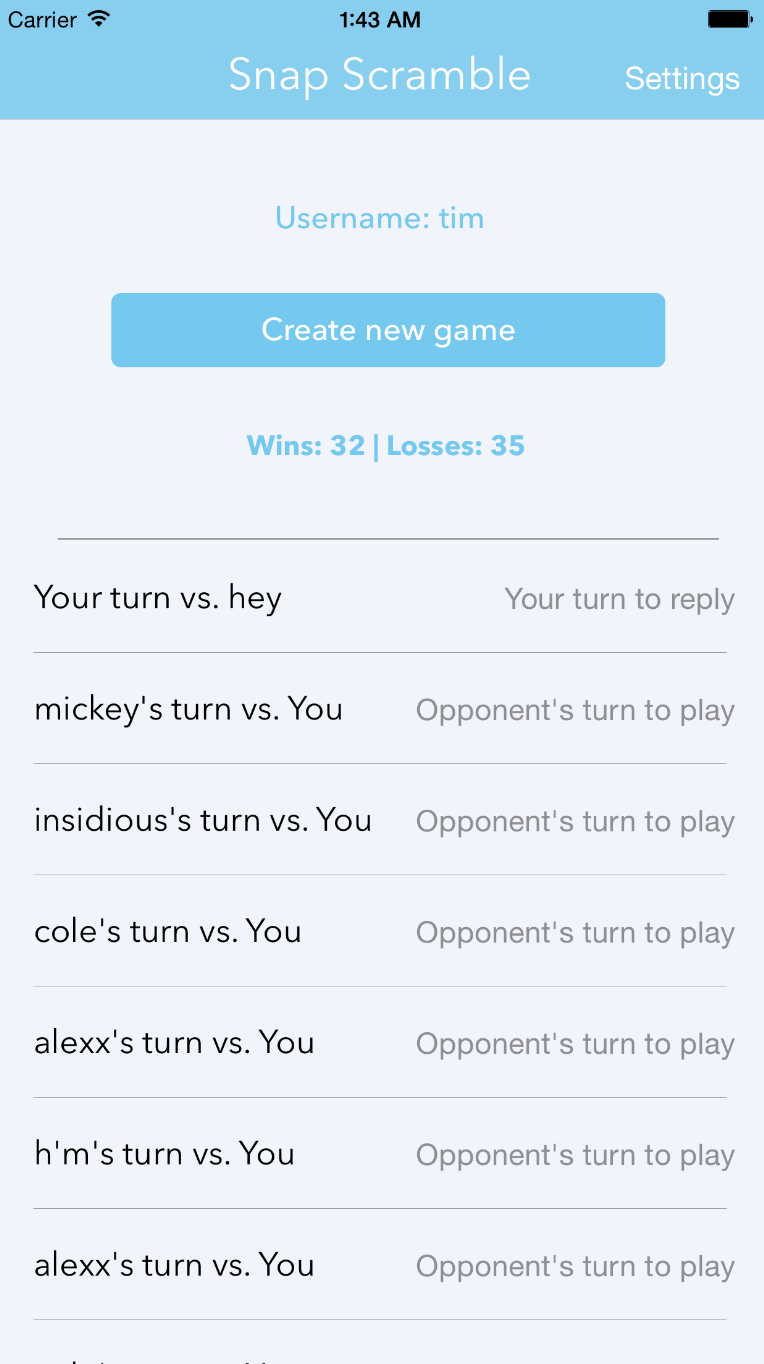 Carrier 1:43 AM
Snap Scramble Settings
Username: tim
Create new game
Wins: 32 | Losses: 35
Your turn vs. hey Your turn to reply
mickey's turn vs. You Opponent's turn to play
insidious's turn vs. You Opponent's turn to play
cole's turn vs. You Opponent's turn to play
alexx's turn vs. You Opponent's turn to play
h'm's turn vs. You Opponent's turn to play
alexx's turn vs. You Opponent's turn to play